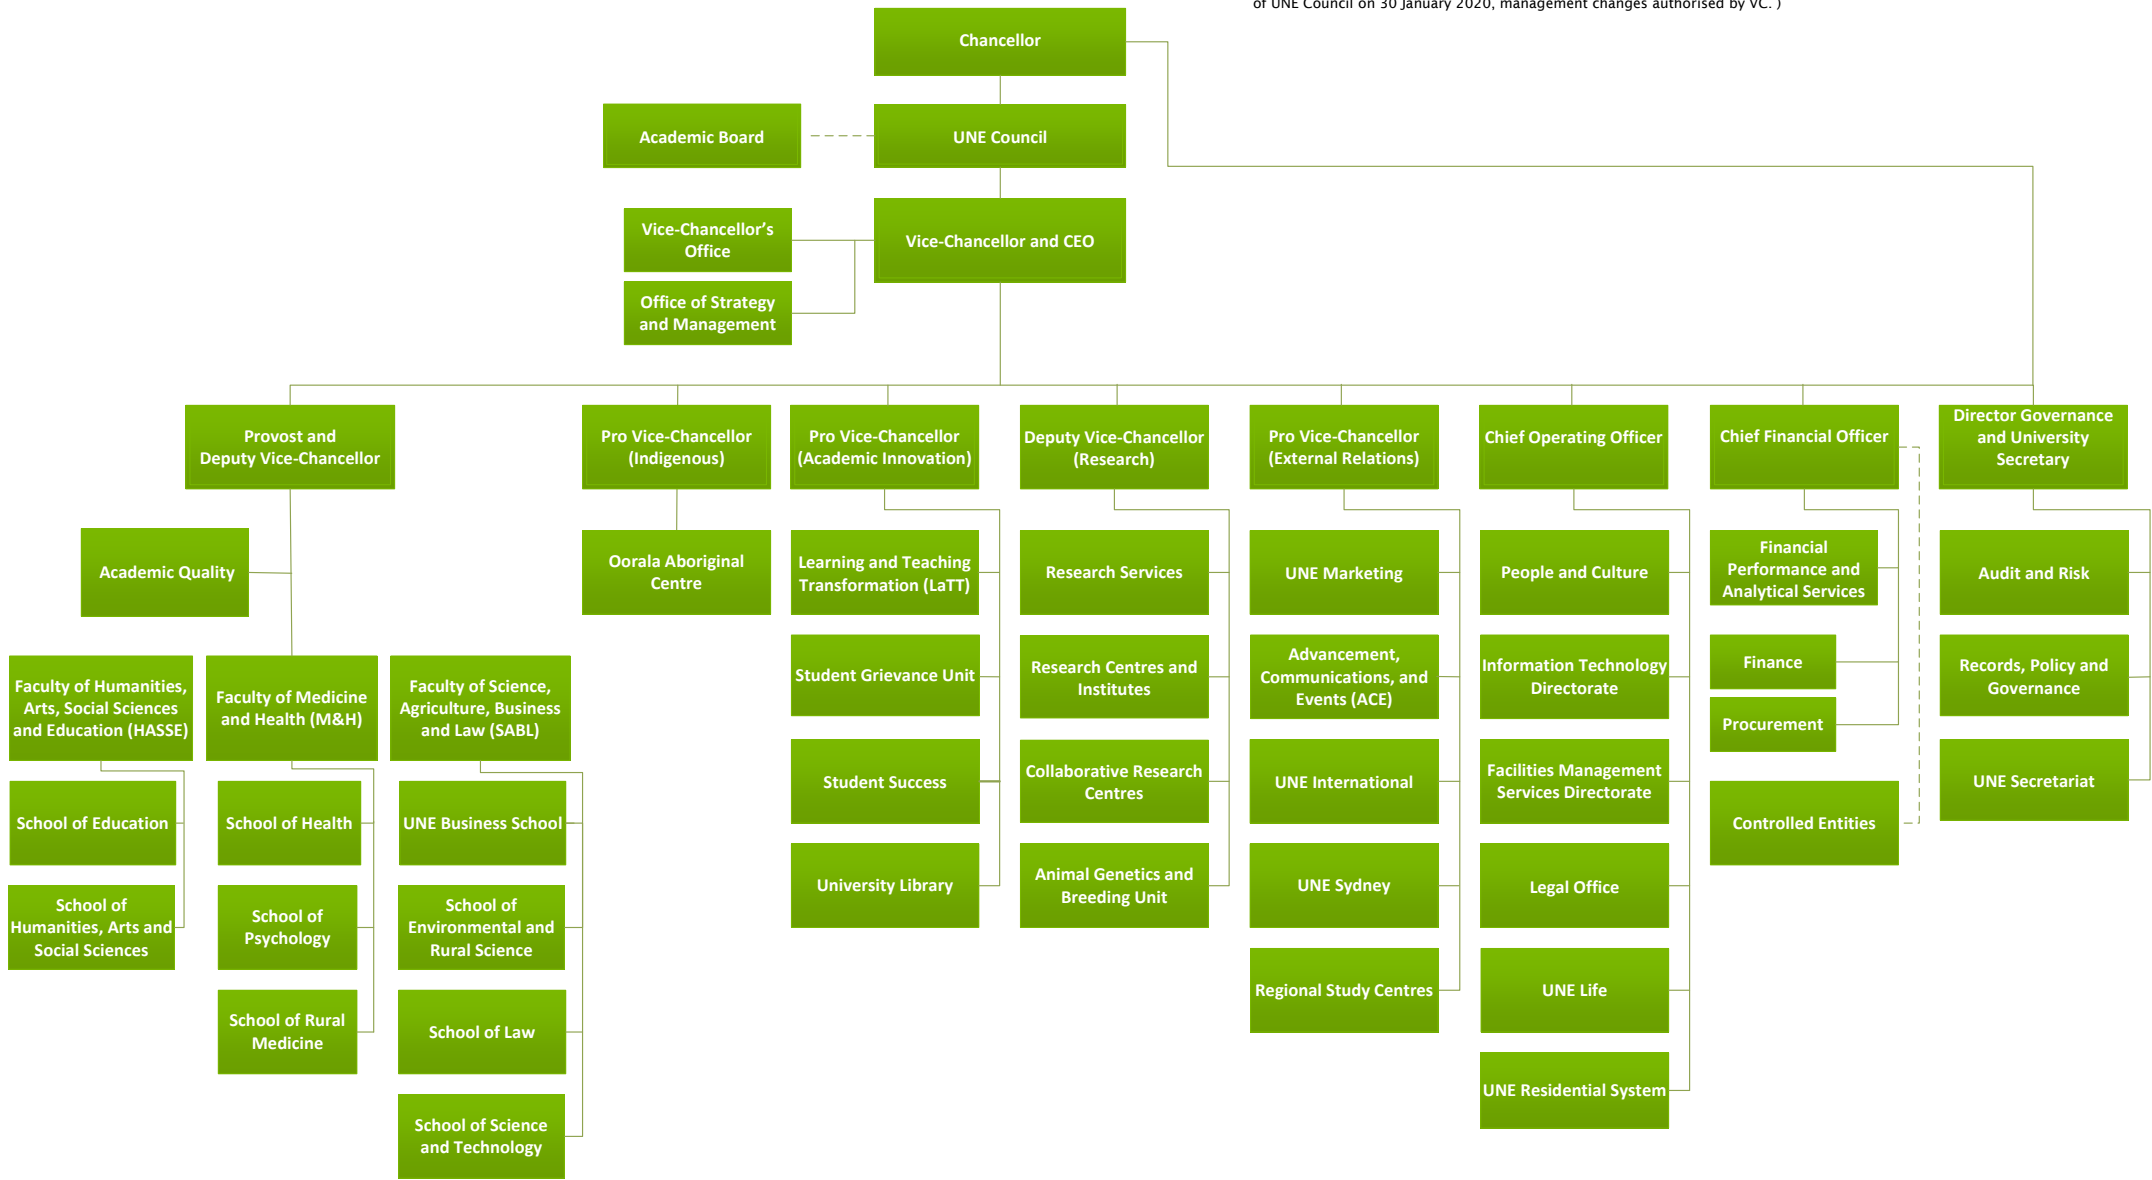 of UNE Council on 30 January 2020, management changes authorised by VC. )
Chancellor
Academic Board
UNE Council
Vice-Chancellor's
Office
Vice-Chancellor and CEO
Office of Strategy
and Management
Provost and
Deputy Vice-Chancellor
Pro Vice-Chancellor
(Indigenous)
Pro Vice-Chancellor
(Academic Innovation)
Deputy Vice-Chancellor
(Research)
Pro Vice-Chancellor
(External Relations)
Chief Operating Officer
Chief Financial Officer
Director Governance
and University
Secretary
Academic Quality
Faculty of Humanities,
Arts, Social Sciences
and Education (HASSE)
School of Education
School of
Humanities, Arts and
Social Sciences
Faculty of Medicine
and Health (M&H)
School of Health
School of
Psychology
School of Rural
Medicine
Faculty of Science,
Agriculture, Business
and Law (SABL)
UNE Business School
School of
Environmental and
Rural Science
School of Law
School of Science
and Technology
Oorala Aboriginal
Centre
Learning and Teaching
Transformation (LaTT)
Student Grievance Unit
Student Success
University Library
Research Services
Research Centres and
Institutes
Collaborative Research
Centres
Animal Genetics and
Breeding Unit
UNE Marketing
Advancement,
Communications, and
Events (ACE)
UNE International
UNE Sydney
Regional Study Centres
People and Culture
Information Technology
Directorate
Facilities Management
Services Directorate
Legal Office
UNE Life
UNE Residential System
Financial
Performance and
Analytical Services
Finance
Procurement
Controlled Entities
Audit and Risk
Records, Policy and
Governance
UNE Secretariat